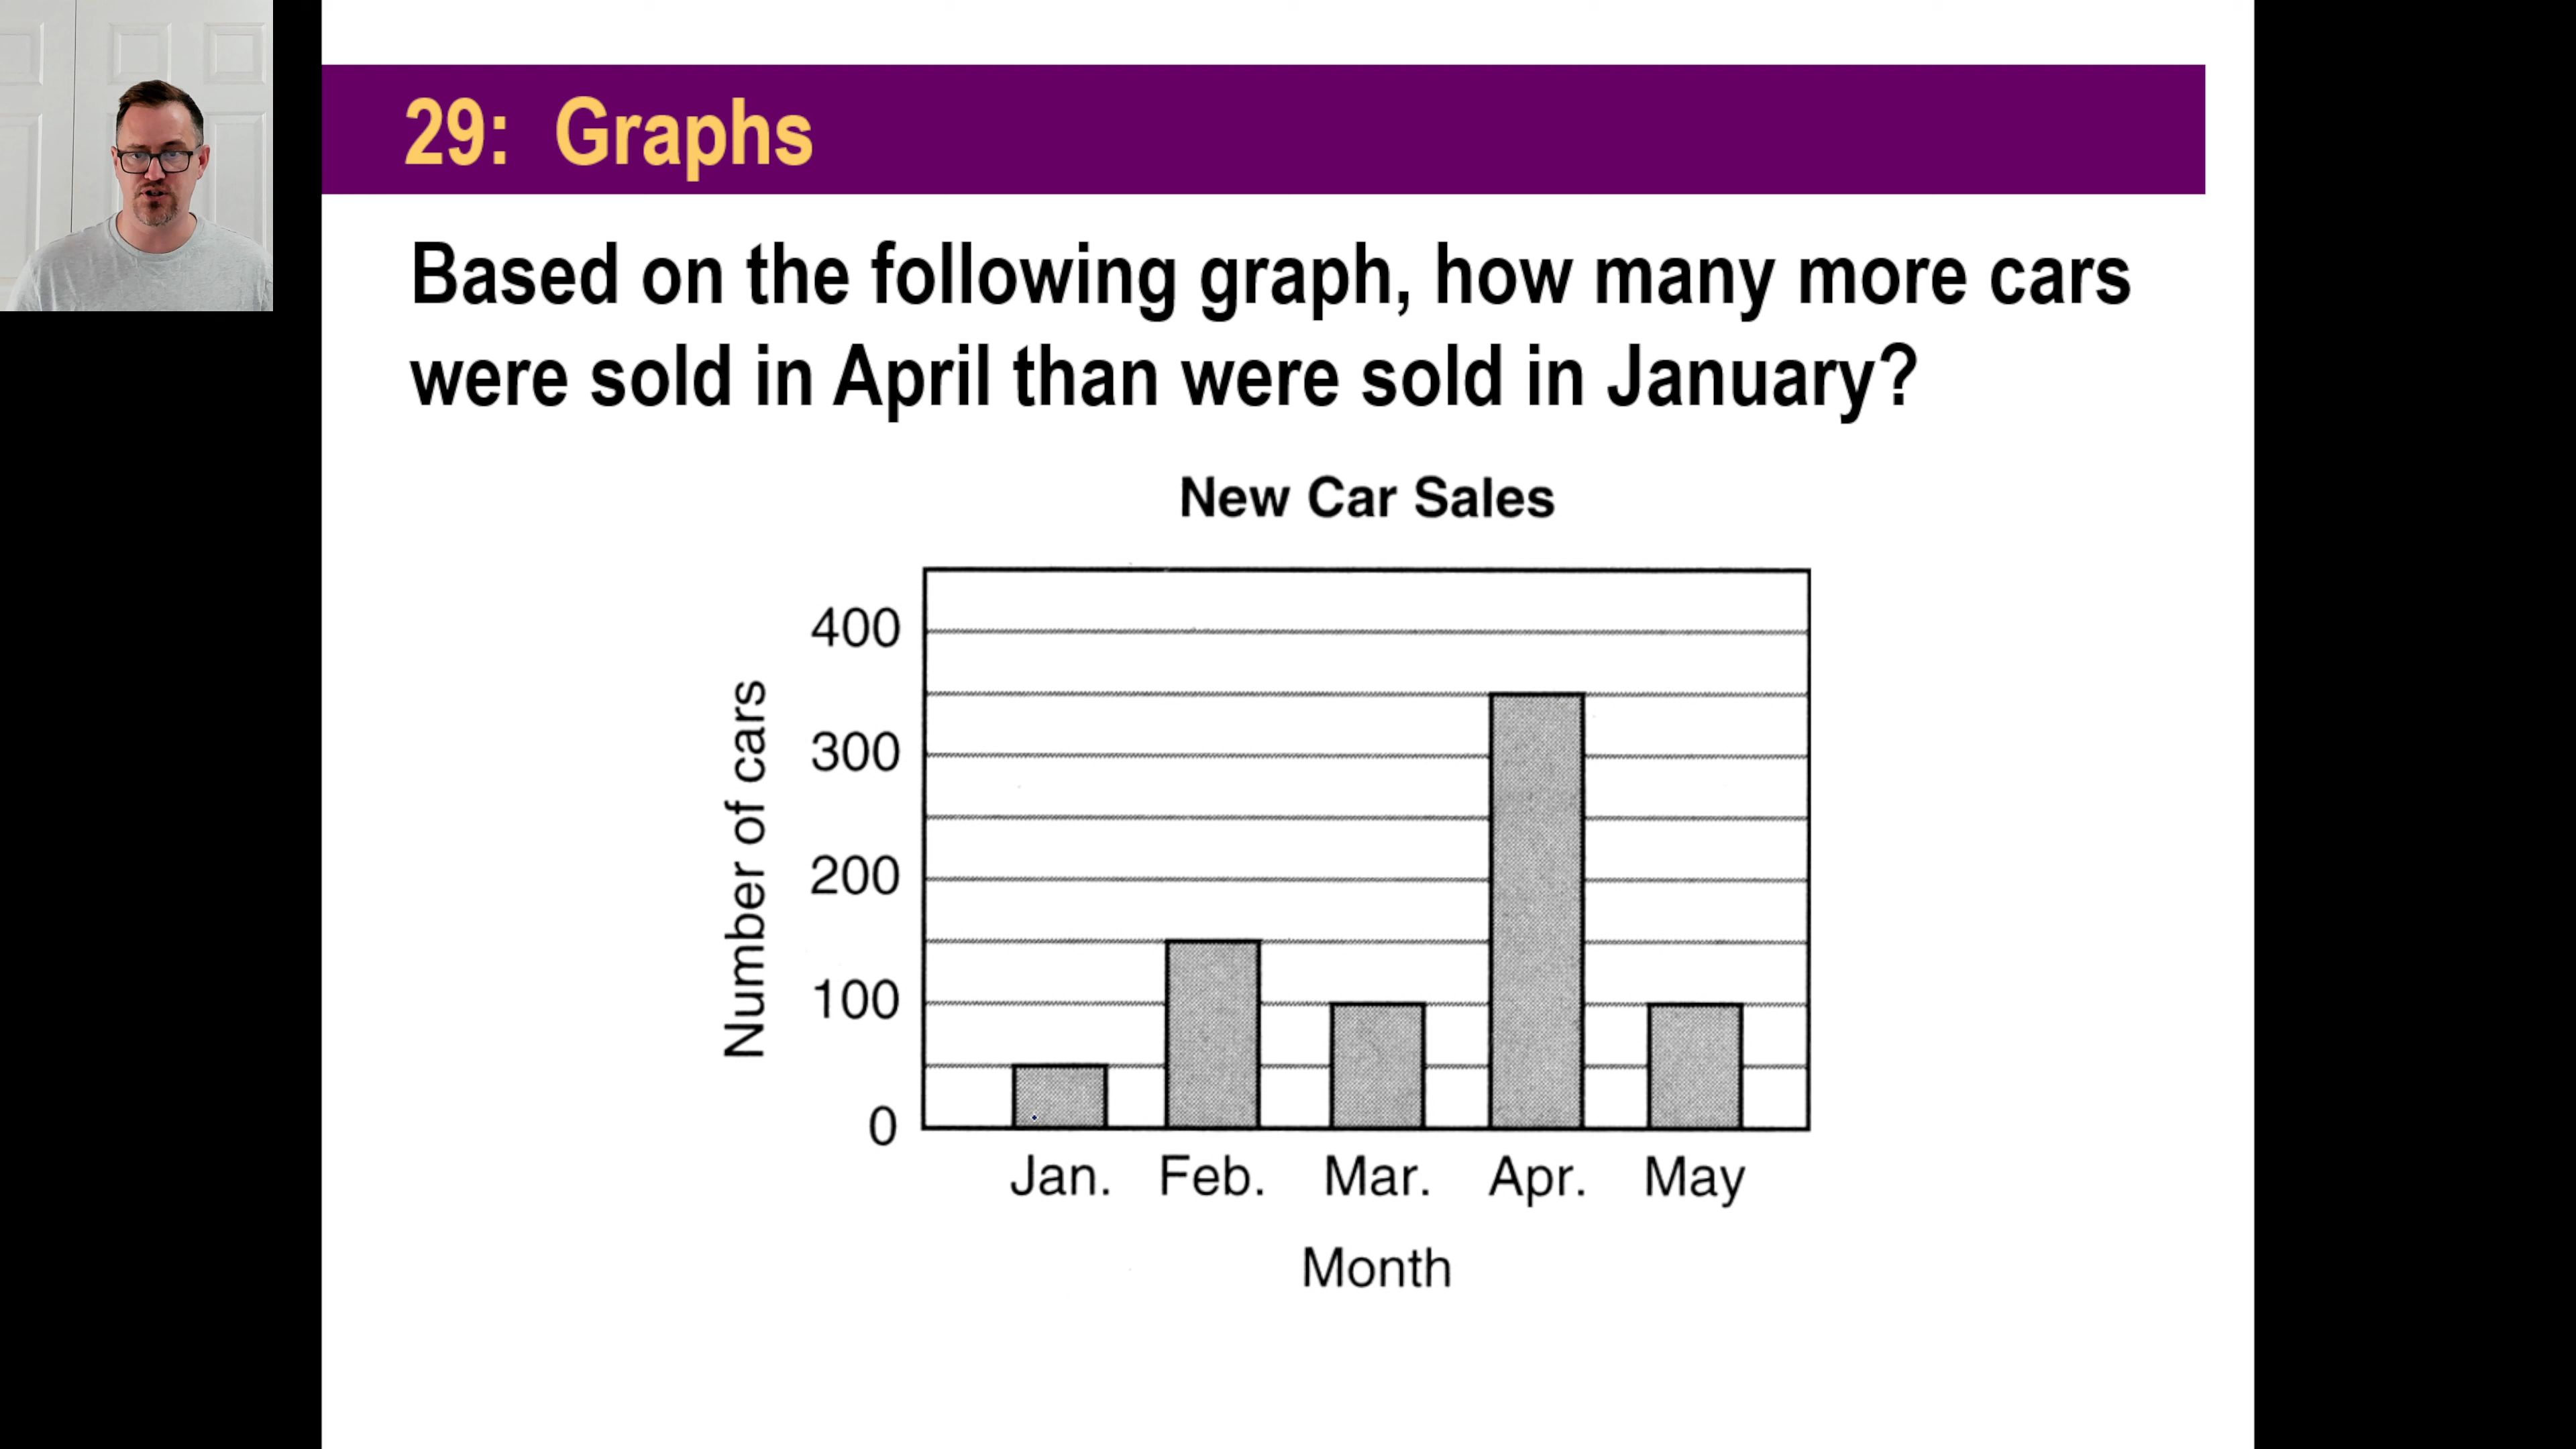 29: Graphs
Based on the following graph, how many more cars
were sold in April than were sold in January?
New Car Sales
Number of cars
400
300
200
100
0
Jan. Feb. Mar. Apr. May
Month